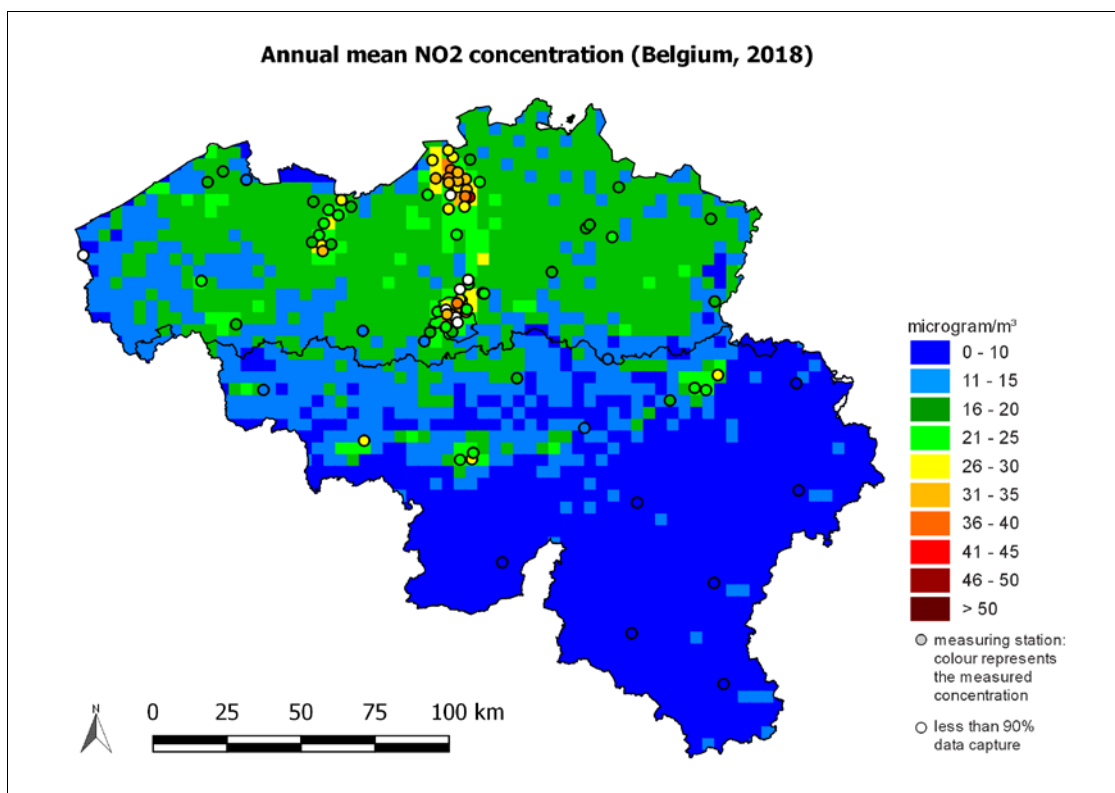 Annual mean NO2 concentration (Belgium, 2018)
microgram/m³
0 - 10
11 - 15
16 - 20
21 - 25
26 - 30
31 - 35
36 - 40
41 - 45
46 - 50
> 50
measuring station:
colour represents
the measured
concentration
less than 90%
data capture
N
0 25 50 75 100 km